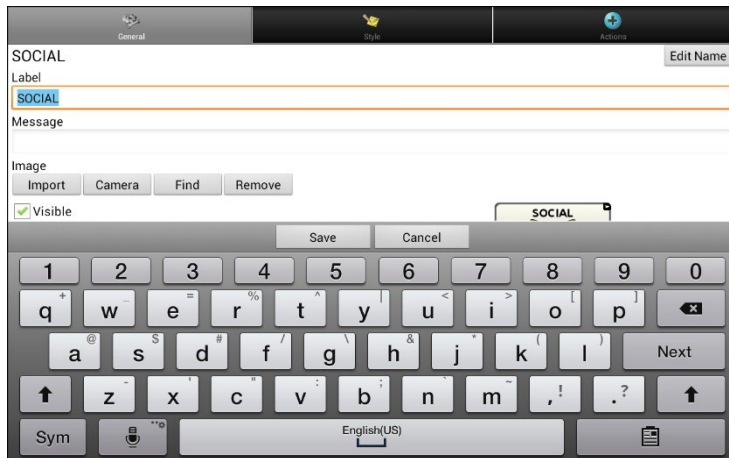 General Style Actions
SOCIAL Edit Name
Label
SOCIAL
Message
Image
Import Camera Find Remove
Visible SOCIAL
Save Cancel
1 2 3 4 5 6 7 8 9 0
q + w _ e = r % t ^ y | u < i > o [ p ]
a @ s $ d # f / g \ h & j * k ( l ) Next
z - x ' c " v : b ; n ` m ~ , ! . ?
Sym English(US)